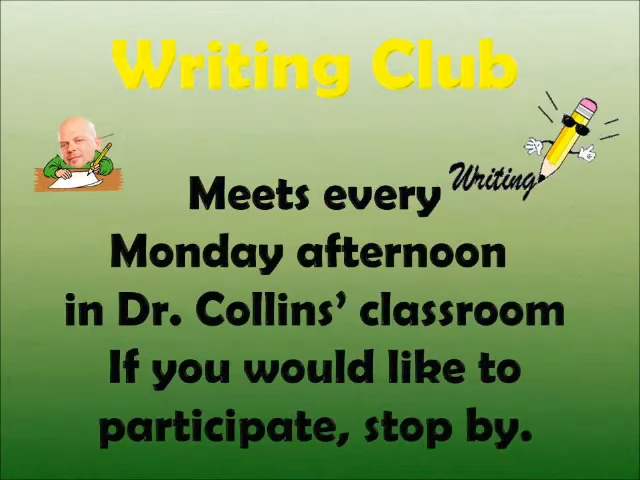 Writing Club
Writing
Meets every
Monday afternoon
in Dr. Collins’ classroom
If you would like to
participate, stop by.